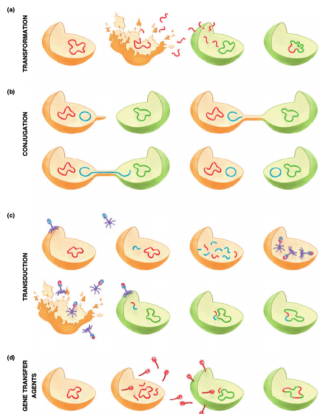 (a)
TRANSFORMATION
(b)
CONJUGATION
(c)
TRANSDUCTION
(d)
GENE TRANSFER
AGENTS